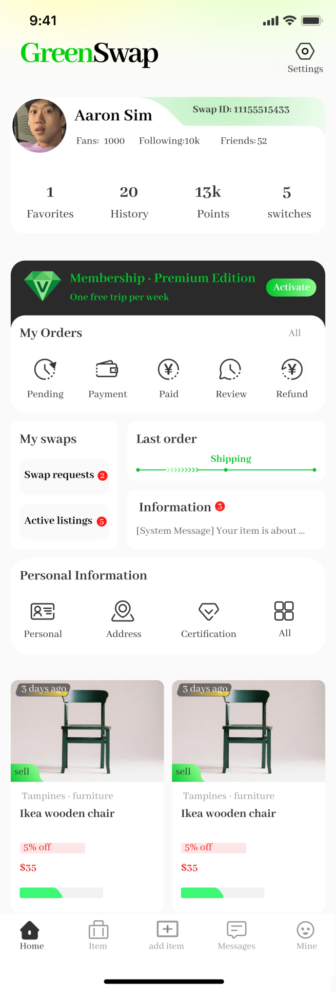 9:41
GreenSwap
Settings
Swap ID: 11155515433
Aaron Sim
Fans: 1000 Following:10k Friends:52
1 20 13k 5
Favorites History Points switches
V
Membership · Premium Edition
One free trip per week
Activate
My Orders All
¥ ¥
Pending Payment Paid Review Refund
My swaps
Swap requests 2
Active listings 5
Last order
Shipping
Information 3
[System Message] Your item is about ...
Personal Information
Personal Address Certification All
3 days ago
sell
Tampines · furniture
Ikea wooden chair
5% off
$35
3 days ago
sell
Tampines · furniture
Ikea wooden chair
5% off
$35
Home Item add item Messages Mine